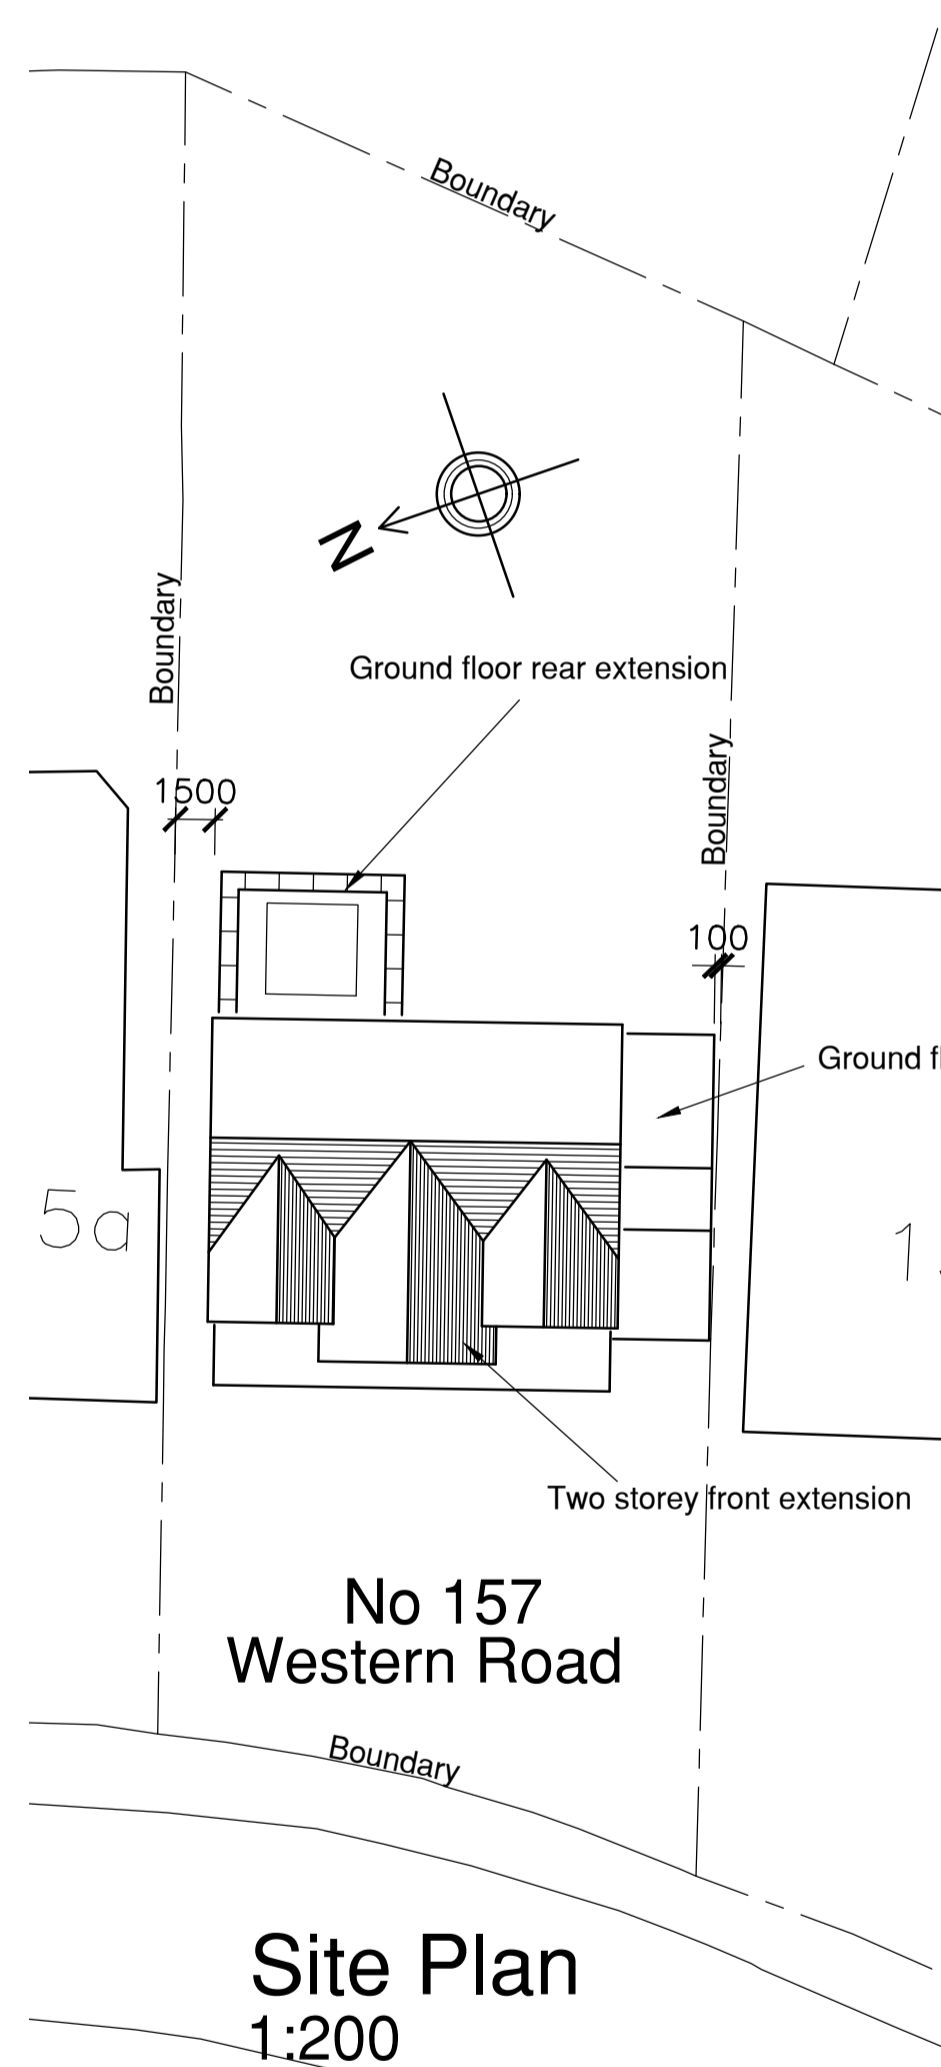 Boundary
N
Boundary
Ground floor rear extension
Boundary
1500
100
Ground fl
5a
1
Two storey front extension
No 157
Western Road
Boundary
Site Plan
1:200